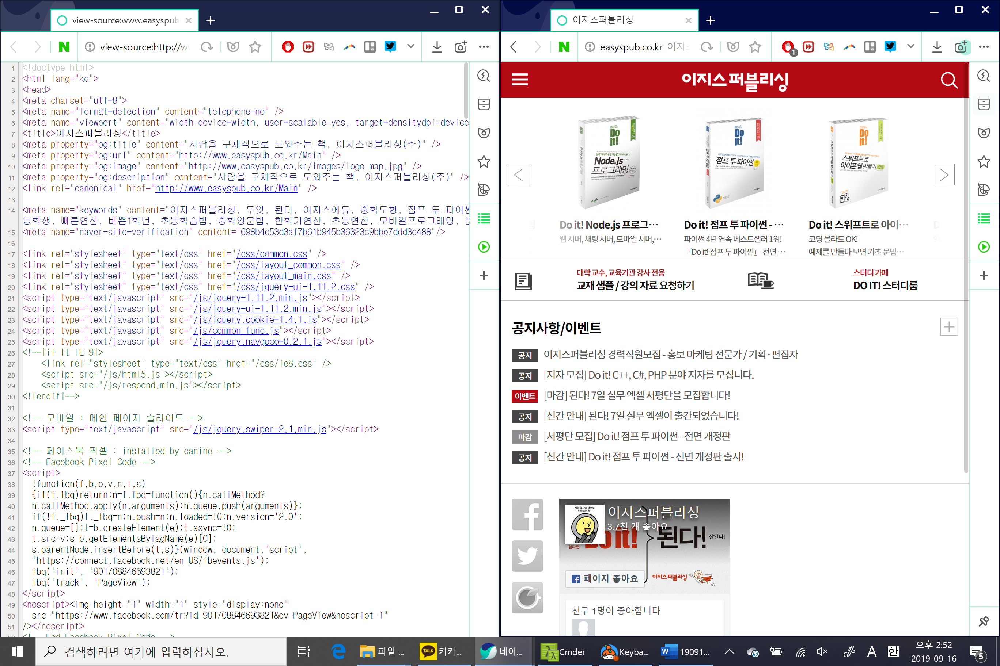 view-source:www.easyspub
view-source:http://ww
1 <!doctype html>
2 <html lang="ko">
3 <head>
4 <meta charset="utf-8">
5 <meta name="format-detection" content="telephone=no" />
6 <meta name="viewport" content="width=device-width, user-scalable=yes, target-densitydpi=device
7 <title>이지스퍼블리싱</title>
8 <meta property="og:title" content="사람을 구체적으로 도와주는 책, 이지스퍼블리싱(주)" />
9 <meta property="og:url" content="http://www.easyspub.co.kr/Main" />
10 <meta property="og:image" content="http://www.easyspub.co.kr/images/logo_map.jpg" />
11 <meta property="og:description" content="사람을 구체적으로 도와주는 책, 이지스퍼블리싱(주)" />
12 <link rel="canonical" href="http://www.easyspub.co.kr/Main" />
13
14 <meta name="keywords" content="이지스퍼블리싱, 두잇, 된다, 이지스에듀, 중학도형, 점프 투 파이썬
등학생, 빠른연산, 바쁜1학년, 초등학습법, 중학영문법, 한학기연산, 초등연산, 모바일프로그래밍,
15 <meta name="naver-site-verification" content="698b4c53d3af7b61b945b36323c9bbe7ddd3e488"/>
16
17 <link rel="stylesheet" type="text/css" href="/css/common.css" />
18 <link rel="stylesheet" type="text/css" href="/css/layout_common.css" />
19 <link rel="stylesheet" type="text/css" href="/css/layout_main.css" />
20 <link rel="stylesheet" type="text/css" href="/css/jquery-ui-1.11.2.css" />
21 <script type="text/javascript" src="/js/jquery-1.11.2.min.js"></script>
22 <script type="text/javascript" src="/js/jquery-ui-1.11.2.min.js"></script>
23 <script type="text/javascript" src="/js/jquery.cookie-1.4.1.js"></script>
24 <script type="text/javascript" src="/js/common_func.js"></script>
25 <script type="text/javascript" src="/js/jquery.navgoco-0.2.1.js"></script>
26 <!--[if lt IE 9]>
27 <link rel="stylesheet" type="text/css" href="/css/ie8.css" />
28 <script src="/js/html5.js"></script>
29 <script src="/js/respond.min.js"></script>
30 <![endif]-->
31
32 <!-- 모바일 : 메인 페이지 슬라이드 -->
33 <script type="text/javascript" src="/js/jquery.swiper-2.1.min.js"></script>
34
35 <!-- 페이스북 픽셀 : installed by canine -->
36 <!-- Facebook Pixel Code -->
37 <script>
38 !function(f,b,e,v,n,t,s)
39 {if(f.fbq)return;n=f.fbq=function(){n.callMethod?
40 n.callMethod.apply(n,arguments):n.queue.push(arguments)};
41 if(!f._fbq)f._fbq=n;n.push=n;n.loaded=!0;n.version='2.0';
42 n.queue=[];t=b.createElement(e);t.async=!0;
43 t.src=v;s=b.getElementsByTagName(e)[0];
44 s.parentNode.insertBefore(t,s)}(window, document,'script',
45 'https://connect.facebook.net/en_US/fbevents.js');
46 fbq('init', '901708846693821');
47 fbq('track', 'PageView');
48 </script>
49 <noscript><img height="1" width="1" style="display:none"
50 src="https://www.facebook.com/tr?id=901708846693821&ev=PageView&noscript=1"
51 /></noscript>
<!-- End Facebook Pixel Code -->
이지스퍼블리싱
easyspub.co.kr 이지스
1
이지스퍼블리싱
Do it!
Node.js
프로그래밍
node
Do it!
점프 투 파이썬
Do it!
스위프트로
아이폰 앱 만들기
입문
Do it! Node.js 프로그···
웹 서버, 채팅 서버, 모바일 서버,···
Do it! 점프 투 파이썬 - ···
파이썬 4년 연속 베스트셀러 1위!
『Do it! 점프 투 파이썬』 전면 ···
Do it! 스위프트로 아이···
코딩 몰라도 OK!
예제를 만들다 보면 기초 문법···
대학 교수, 교육기관 강사 전용
교재 샘플 / 강의 자료 요청하기
스터디 카페
DO IT! 스터디룸
공지사항/이벤트
공지 이지스퍼블리싱 경력직원모집 - 홍보 마케팅 전문가 / 기획·편집자
공지 [저자 모집] Do it! C++, C#, PHP 분야 저자를 모십니다.
이벤트 [마감] 된다! 7일 실무 엑셀 서평단을 모집합니다!
공지 [신간 안내] 된다! 7일 실무 엑셀이 출간되었습니다!
마감 [서평단 모집] Do it! 점프 투 파이썬 - 전면 개정판
공지 [신간 안내] Do it! 점프 투 파이썬 - 전면 개정판 출시!
사람을 구체적으로
도와주는 책!
이지스퍼블리싱
3.7천 개 좋아요
싶다면 Do it! 된다! 잘된다!
페이지 좋아요
이지스퍼블리싱
친구 1명이 좋아합니다
검색하려면 여기에 입력하십시오.
파일 ...
TALK 카카...
네이...
Cmder
Keyba...
19091...
A 한
오후 2:52
2019-09-16
5